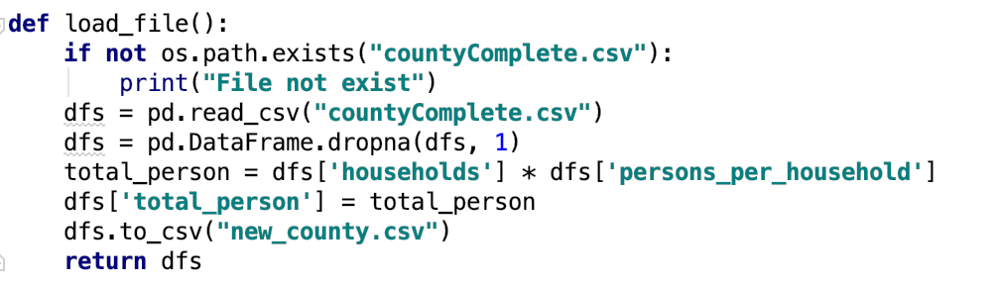 def load_file():
    if not os.path.exists("countyComplete.csv"):
        print("File not exist")
    dfs = pd.read_csv("countyComplete.csv")
    dfs = pd.DataFrame.dropna(dfs, 1)
    total_person = dfs['households'] * dfs['persons_per_household']
    dfs['total_person'] = total_person
    dfs.to_csv("new_county.csv")
    return dfs